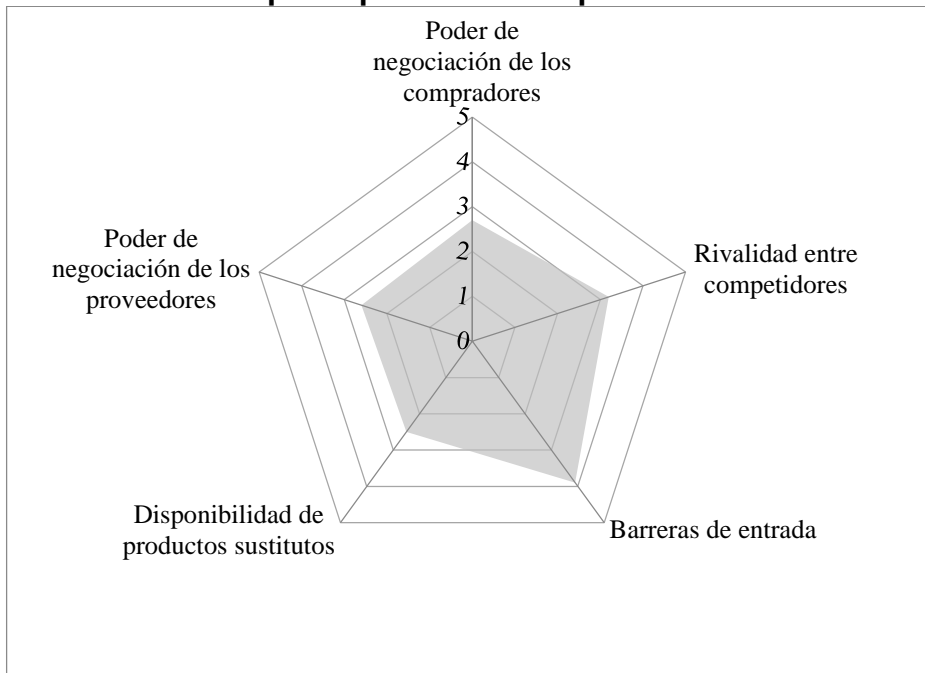 Poder de
negociación de los
compradores
5
4
3
2
1
0
Rivalidad entre
competidores
Barreras de entrada
Disponibilidad de
productos sustitutos
Poder de
negociación de los
proveedores